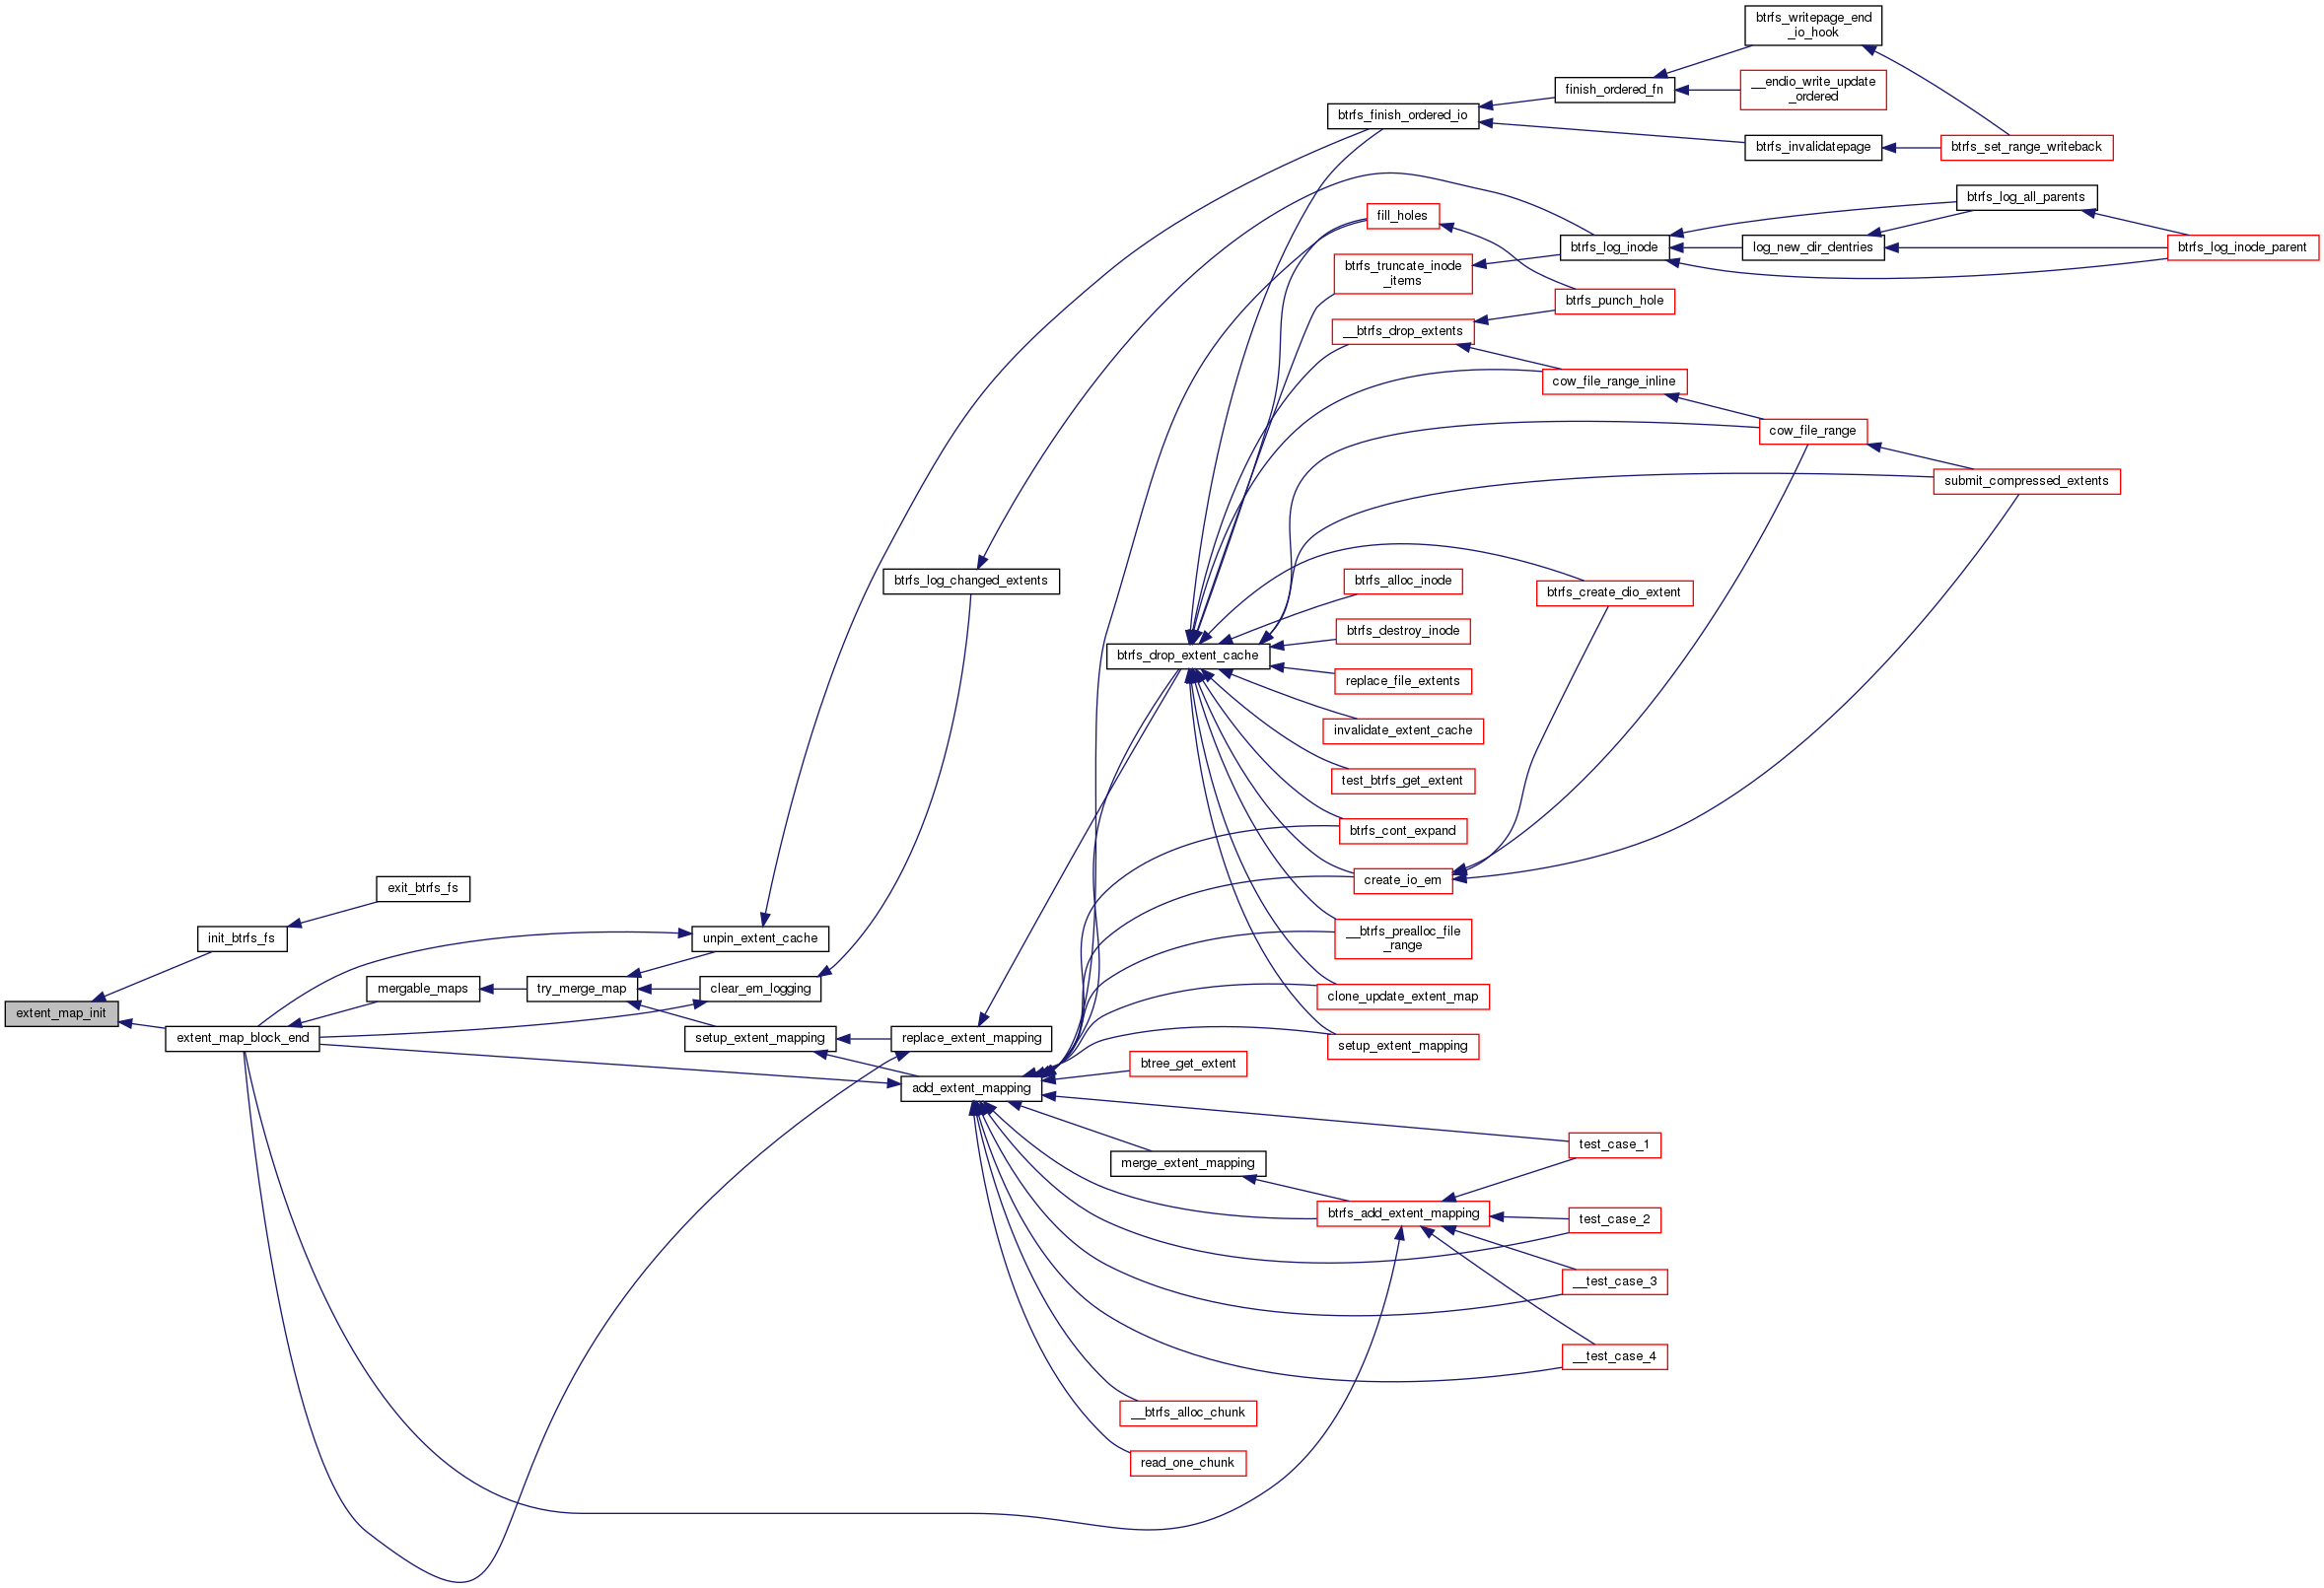 btrfs_writepage_end
_io_hook
finish_ordered_fn
__endio_write_update
_ordered
btrfs_finish_ordered_io
btrfs_invalidatepage
btrfs_set_range_writeback
btrfs_log_all_parents
fill_holes
btrfs_log_inode
log_new_dir_dentries
btrfs_log_inode_parent
btrfs_truncate_inode
_items
btrfs_punch_hole
__btrfs_drop_extents
cow_file_range_inline
cow_file_range
submit_compressed_extents
btrfs_log_changed_extents
btrfs_alloc_inode
btrfs_create_dio_extent
btrfs_destroy_inode
btrfs_drop_extent_cache
replace_file_extents
invalidate_extent_cache
test_btrfs_get_extent
btrfs_cont_expand
create_io_em
exit_btrfs_fs
init_btrfs_fs
unpin_extent_cache
__btrfs_prealloc_file
_range
mergable_maps
try_merge_map
clear_em_logging
clone_update_extent_map
extent_map_init
extent_map_block_end
setup_extent_mapping
replace_extent_mapping
setup_extent_mapping
btree_get_extent
add_extent_mapping
test_case_1
merge_extent_mapping
btrfs_add_extent_mapping
test_case_2
__test_case_3
__test_case_4
__btrfs_alloc_chunk
read_one_chunk